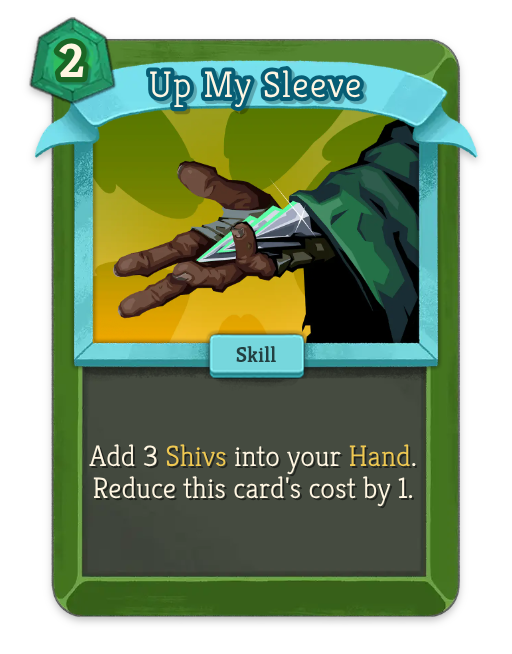 2
Up My Sleeve
Skill
Add 3 Shivs into your Hand.
Reduce this card's cost by 1.